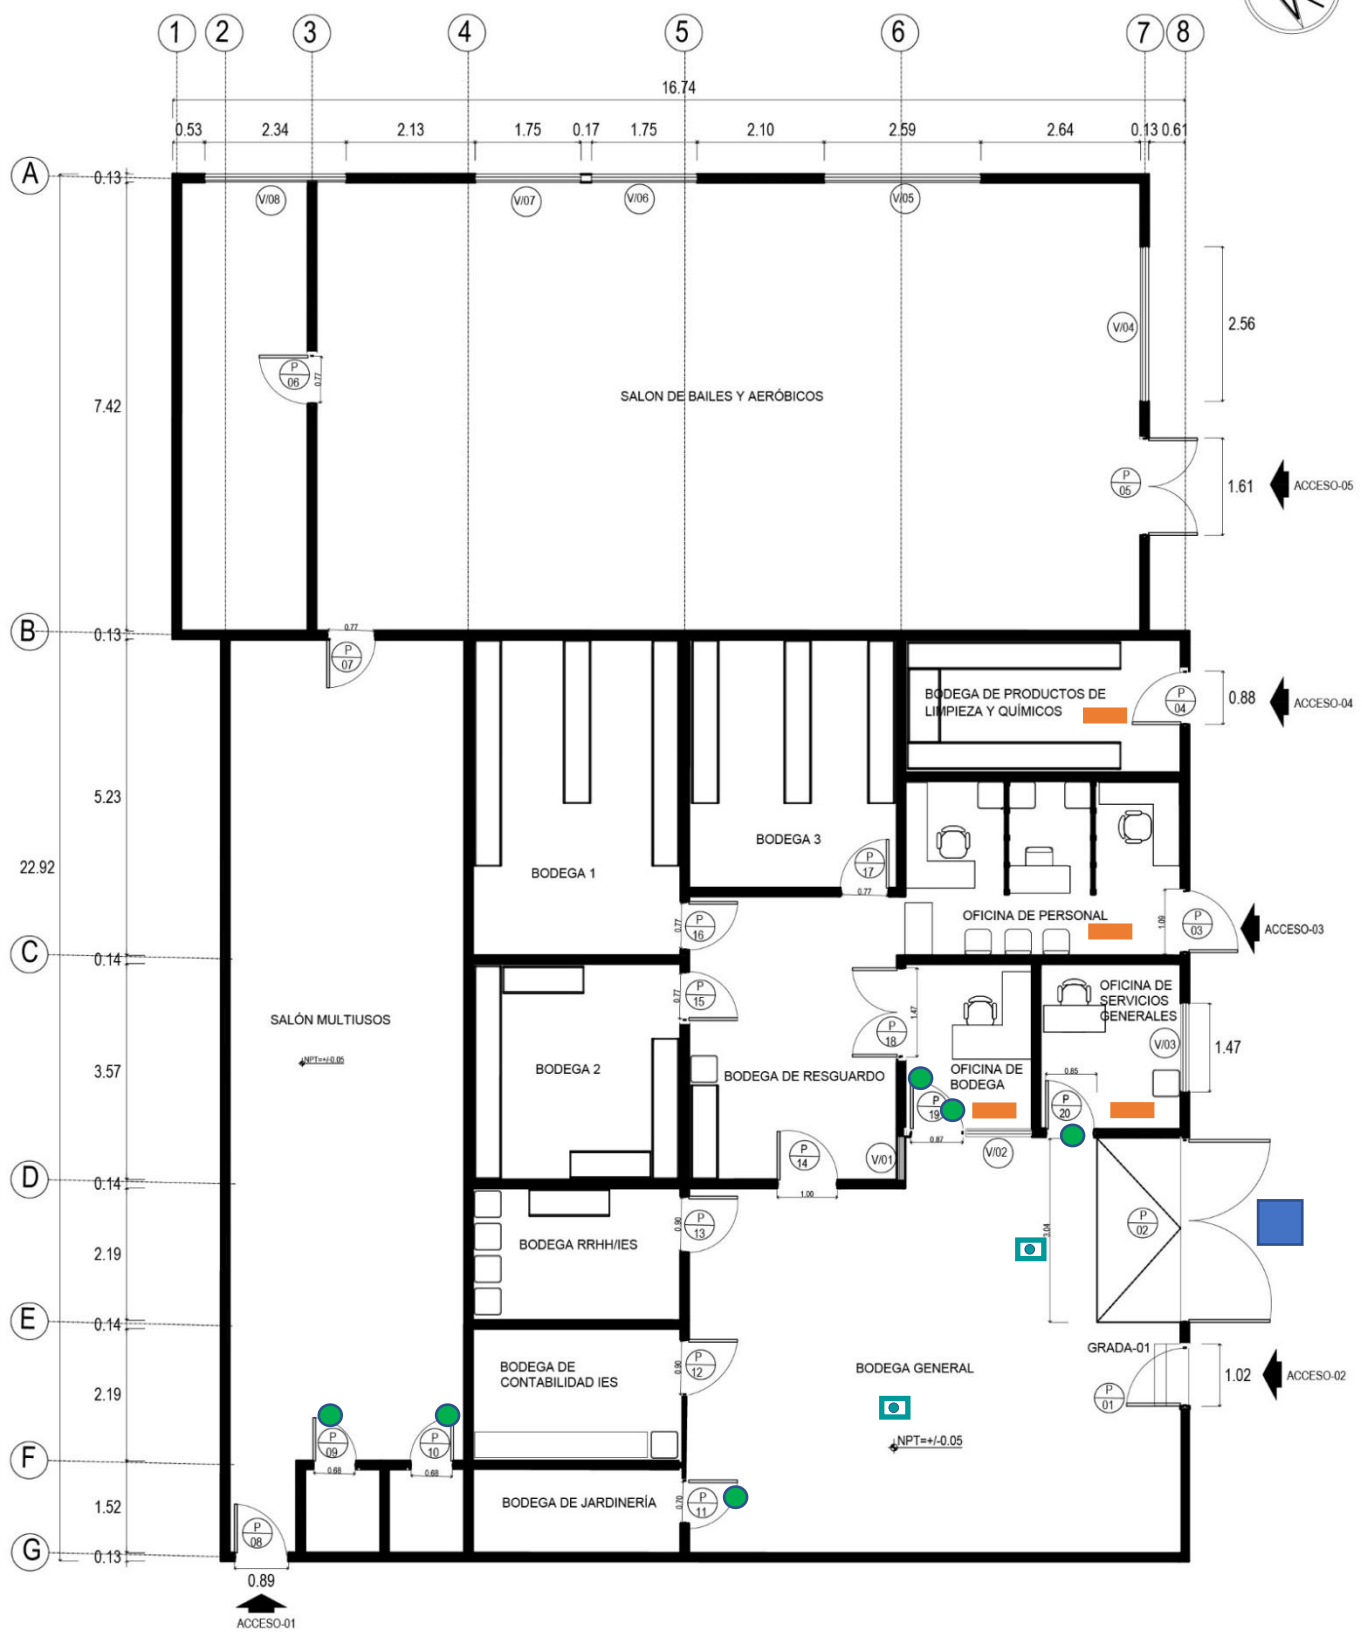 1 2 3 4 5 6 7 8
16.74
0.53 2.34 2.13 1.75 0.17 1.75 2.10 2.59 2.64 0.13 0.61
A
0.13
V/08
V/07
V/06
V/05
V/04
2.56
P
06
0.77
7.42
SALON DE BAILES Y AERÓBICOS
P
05
1.61
ACCESO-05
B
0.13
0.77
P
07
BODEGA DE PRODUCTOS DE
LIMPIEZA Y QUÍMICOS
P
04
0.88
ACCESO-04
5.23
BODEGA 3
22.92
BODEGA 1
P
17
0.77
OFICINA DE PERSONAL
1.09
P
03
ACCESO-03
0.77
P
16
C
0.14
0.77
P
15
OFICINA DE
SERVICIOS
GENERALES
SALÓN MULTIUSOS
NPT=+/-0.05
1.47
P
18
V/03
1.47
3.57
BODEGA 2
BODEGA DE RESGUARDO
OFICINA DE
BODEGA
0.85
P
19
P
20
0.87
V/02
V/01
P
14
1.00
D
0.14
0.90
P
13
3.04
P
02
2.19
BODEGA RRHH/IES
E
0.14
GRADA-01
0.90
P
12
BODEGA DE
CONTABILIDAD IES
BODEGA GENERAL
1.02
ACCESO-02
2.19
P
01
P
09
P
10
NPT=+/-0.05
F
0.68
0.68
1.52
BODEGA DE JARDINERÍA
0.70
P
11
P
08
G
0.13
0.89
ACCESO-01